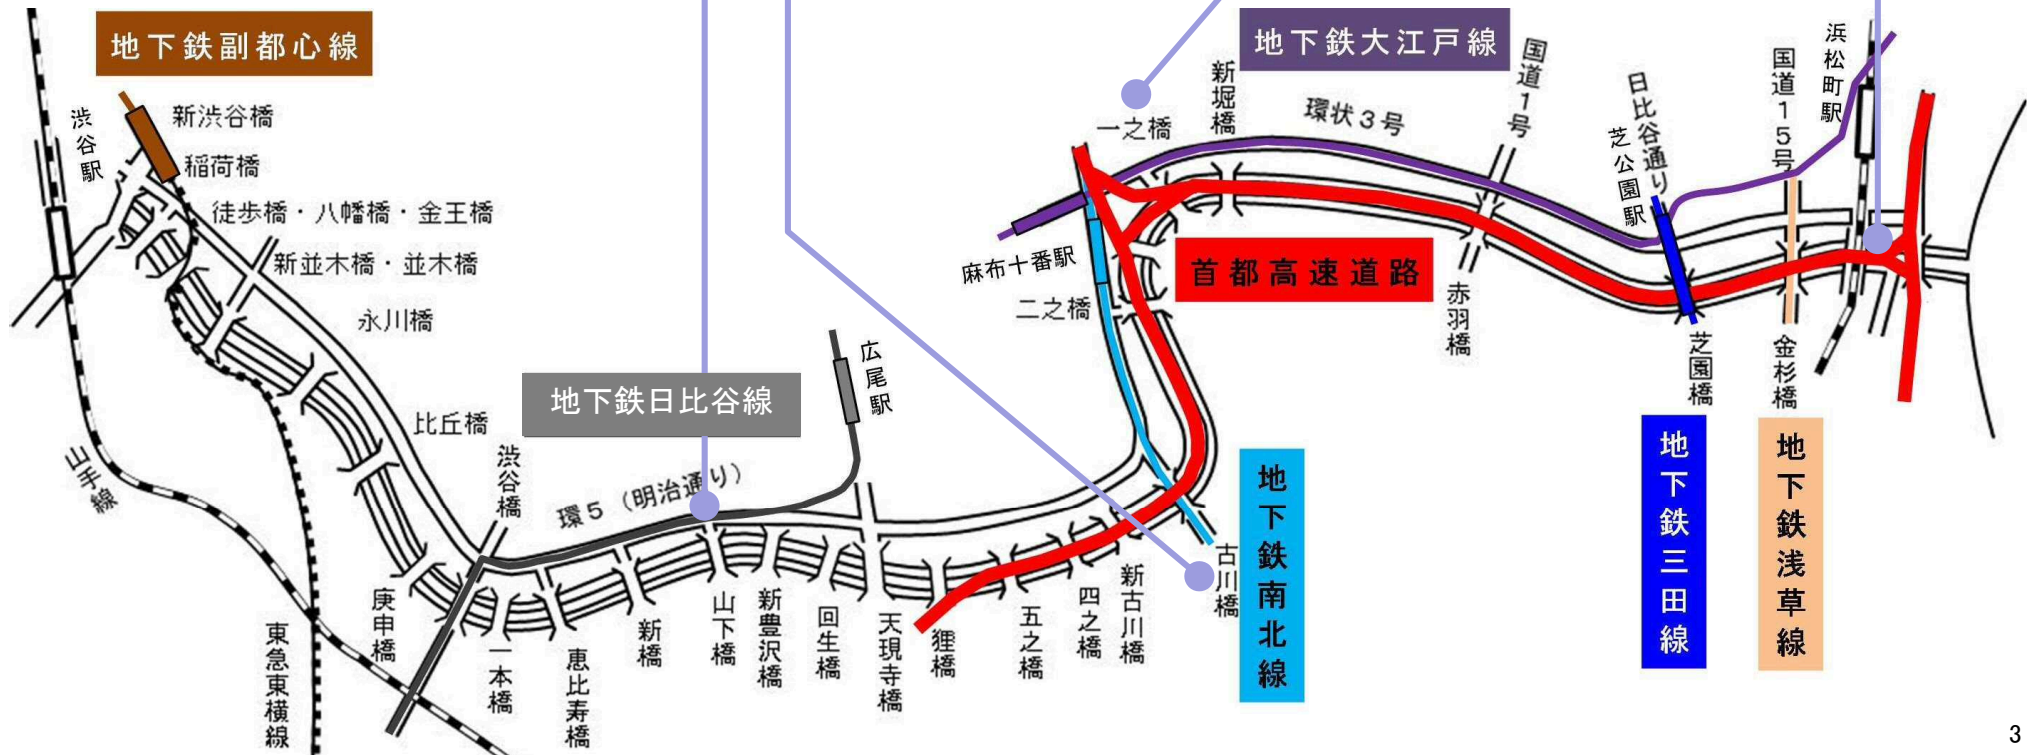 地下鉄副都心線
渋谷駅
新渋谷橋
稲荷橋
徒歩橋・八幡橋・金王橋
新並木橋・並木橋
永川橋
比丘橋
渋谷橋
山手線
東急東横線
庚申橋
一本橋
恵比寿橋
新橋
山下橋
新豊沢橋
回生橋
天現寺橋
狸橋
五之橋
四之橋
新古川橋
古川橋
環5（明治通り）
地下鉄日比谷線
広尾駅
地下鉄南北線
二之橋
麻布十番駅
一之橋
新堀橋
地下鉄大江戸線
環状3号
首都高速道路
国道1号
赤羽橋
日比谷通り
芝公園駅
芝園橋
地下鉄三田線
国道15号
金杉橋
地下鉄浅草線
浜松町駅
3